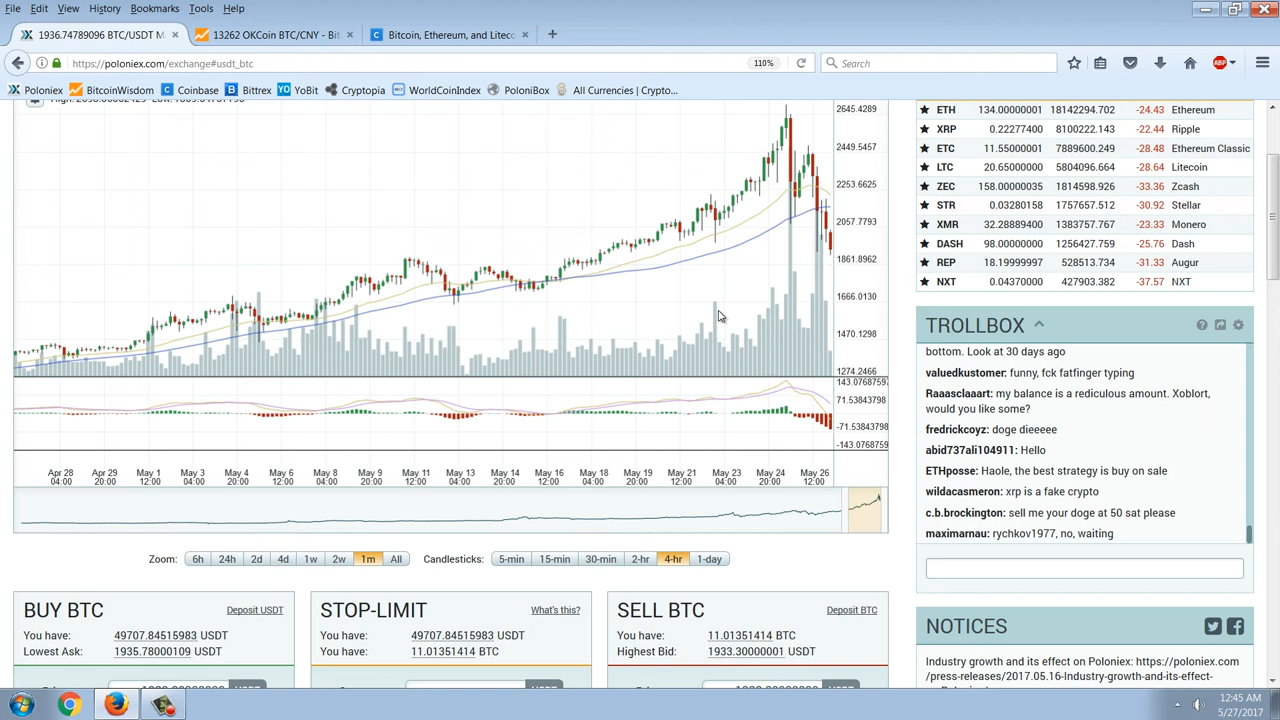 File Edit View History Bookmarks Tools Help
1936.74789096 BTC/USDT M
13262 OKCoin BTC/CNY - Bit
Bitcoin, Ethereum, and Liteco
https://poloniex.com/exchange#usdt_btc
110%
Search
Poloniex BitcoinWisdom Coinbase Bittrex YoBit Cryptopia WorldCoinIndex PoloniBox All Currencies | Crypto...
2645.4289
2449.5457
2253.6625
2057.7793
1861.8962
1666.0130
1470.1298
1274.2466
143.0768759
71.53843798
-71.5384379
-143.076875
Apr 28 04:00
Apr 29 20:00
May 1 12:00
May 3 04:00
May 4 20:00
May 6 12:00
May 8 04:00
May 9 20:00
May 11 12:00
May 13 04:00
May 14 20:00
May 16 12:00
May 18 04:00
May 19 20:00
May 21 12:00
May 23 04:00
May 24 20:00
May 26 12:00
Zoom: 6h 24h 2d 4d 1w 2w 1m All Candlesticks: 5-min 15-min 30-min 2-hr 4-hr 1-day
BUY BTC Deposit USDT
You have: 49707.84515983 USDT
Lowest Ask: 1935.78000109 USDT
STOP-LIMIT What's this?
You have: 49707.84515983 USDT
You have: 11.01351414 BTC
SELL BTC Deposit BTC
You have: 11.01351414 BTC
Highest Bid: 1933.30000001 USDT
ETH 134.00000001 18142294.702 -24.43 Ethereum
XRP 0.22277400 8100222.143 -22.44 Ripple
ETC 11.55000001 7889600.249 -28.48 Ethereum Classic
LTC 20.65000000 5804096.664 -28.64 Litecoin
ZEC 158.00000035 1814598.926 -33.36 Zcash
STR 0.03280158 1757657.512 -30.92 Stellar
XMR 32.28889400 1383757.767 -23.33 Monero
DASH 98.00000000 1256427.759 -25.76 Dash
REP 18.19999997 528513.734 -31.33 Augur
NXT 0.04370000 427903.382 -37.57 NXT
TROLLBOX
bottom. Look at 30 days ago
valuedkustomer: funny, fck fatfinger typing
Raaasclaaart: my balance is a rediculous amount. Xoblort,
would you like some?
fredrickcoyz: doge dieeeee
abid737ali104911: Hello
ETHposse: Haole, the best strategy is buy on sale
wildacasmeron: xrp is a fake crypto
c.b.brockington: sell me your doge at 50 sat please
maximarnau: rychkov1977, no, waiting
NOTICES
Industry growth and its effect on Poloniex: https://poloniex.com
/press-releases/2017.05.16-Industry-growth-and-its-effect-
12:45 AM
5/27/2017